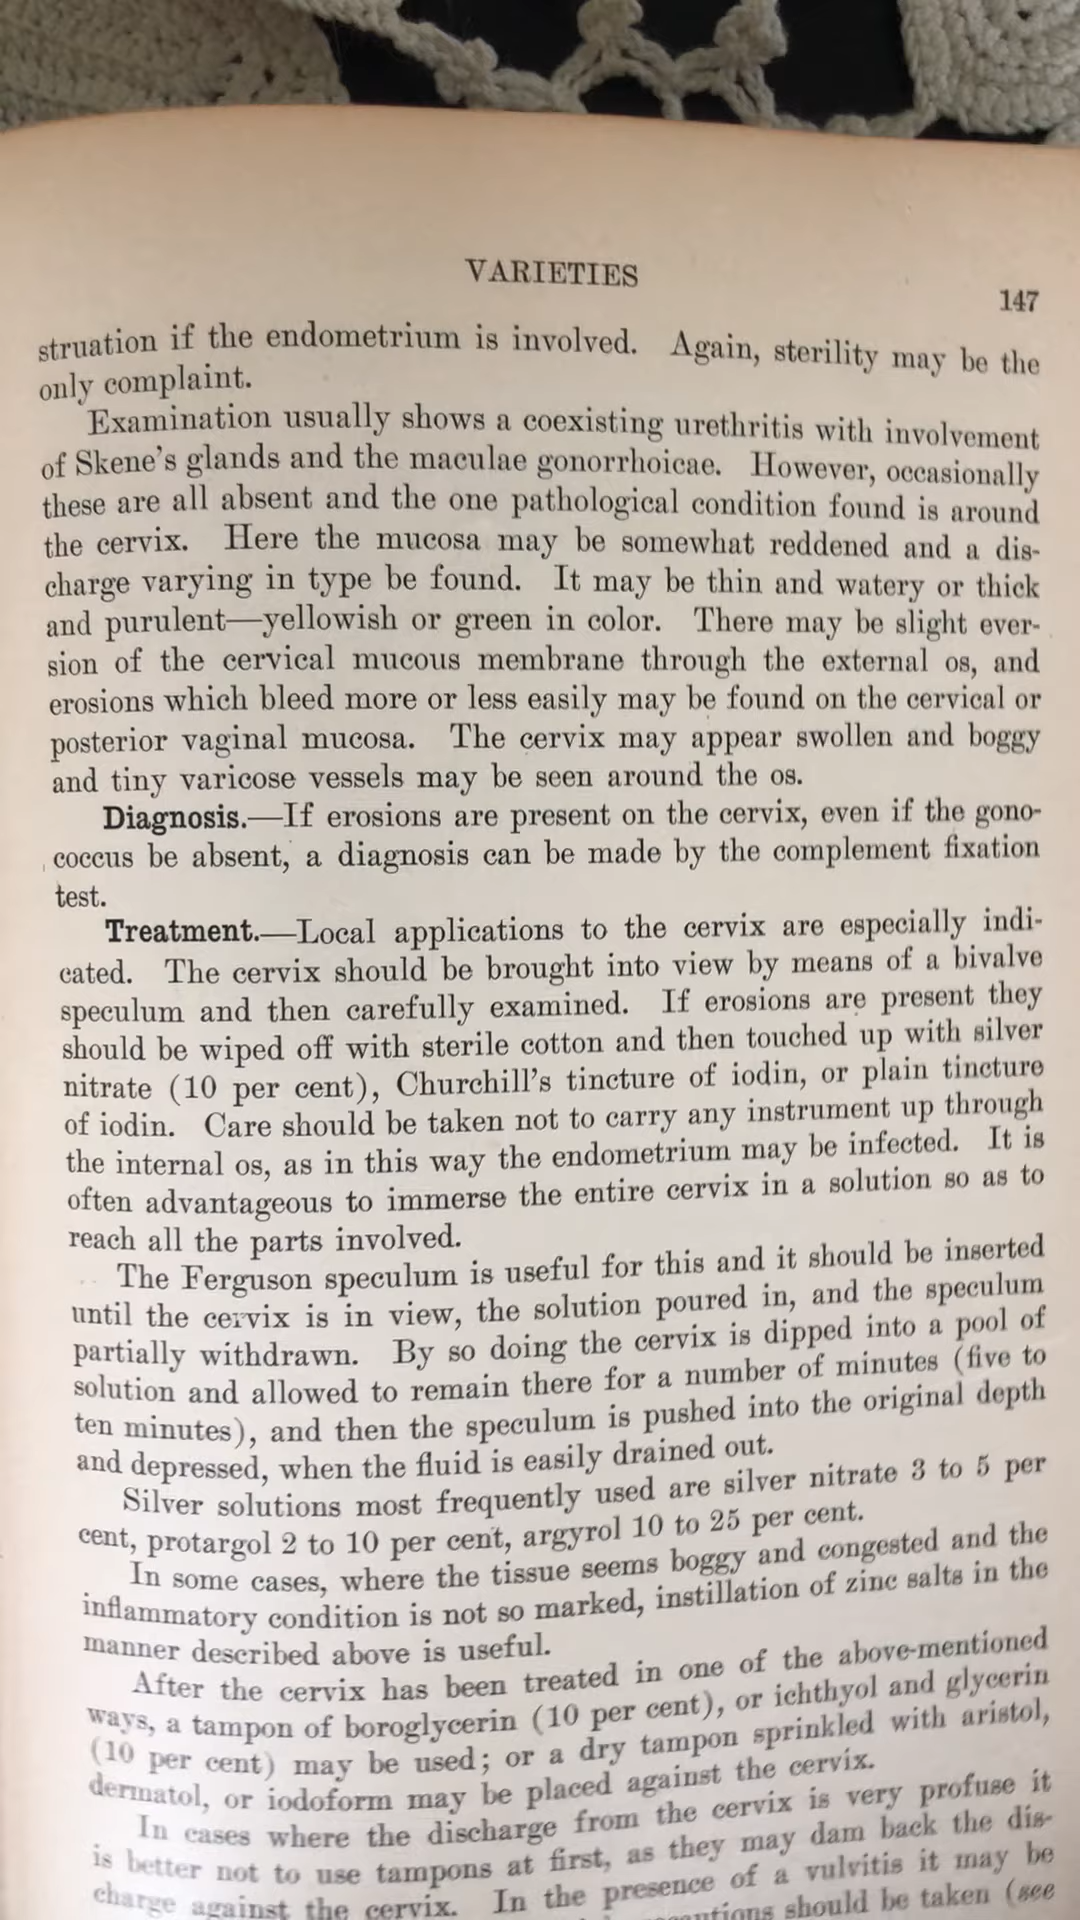 VARIETIES
147
struation if the endometrium is involved. Again, sterility may be the
only complaint.
Examination usually shows a coexisting urethritis with involvement
of Skene's glands and the maculae gonorrhoicae. However, occasionally
these are all absent and the one pathological condition found is around
the cervix. Here the mucosa may be somewhat reddened and a dis-
charge varying in type be found. It may be thin and watery or thick
and purulent—yellowish or green in color. There may be slight ever-
sion of the cervical mucous membrane through the external os, and
erosions which bleed more or less easily may be found on the cervical or
posterior vaginal mucosa. The cervix may appear swollen and boggy
and tiny varicose vessels may be seen around the os.
Diagnosis.—If erosions are present on the cervix, even if the gono-
coccus be absent, a diagnosis can be made by the complement fixation
test.
Treatment.—Local applications to the cervix are especially indi-
cated. The cervix should be brought into view by means of a bivalve
speculum and then carefully examined. If erosions are present they
should be wiped off with sterile cotton and then touched up with silver
nitrate (10 per cent), Churchill's tincture of iodin, or plain tincture
of iodin. Care should be taken not to carry any instrument up through
the internal os, as in this way the endometrium may be infected. It is
often advantageous to immerse the entire cervix in a solution so as to
reach all the parts involved.
The Ferguson speculum is useful for this and it should be inserted
until the cervix is in view, the solution poured in, and the speculum
partially withdrawn. By so doing the cervix is dipped into a pool of
solution and allowed to remain there for a number of minutes (five to
ten minutes), and then the speculum is pushed into the original depth
and depressed, when the fluid is easily drained out.
Silver solutions most frequently used are silver nitrate 3 to 5 per
cent, protargol 2 to 10 per cent, argyrol 10 to 25 per cent.
In some cases, where the tissue seems boggy and congested and the
inflammatory condition is not so marked, instillation of zinc salts in the
manner described above is useful.
After the cervix has been treated in one of the above-mentioned
ways, a tampon of boroglycerin (10 per cent), or ichthyol and glycerin
(10 per cent) may be used; or a dry tampon sprinkled with aristol,
dermatol, or iodoform may be placed against the cervix.
In cases where the discharge from the cervix is very profuse it
is better not to use tampons at first, as they may dam back the dis-
charge against the cervix. In the presence of a vulvitis it may be
should be taken (see